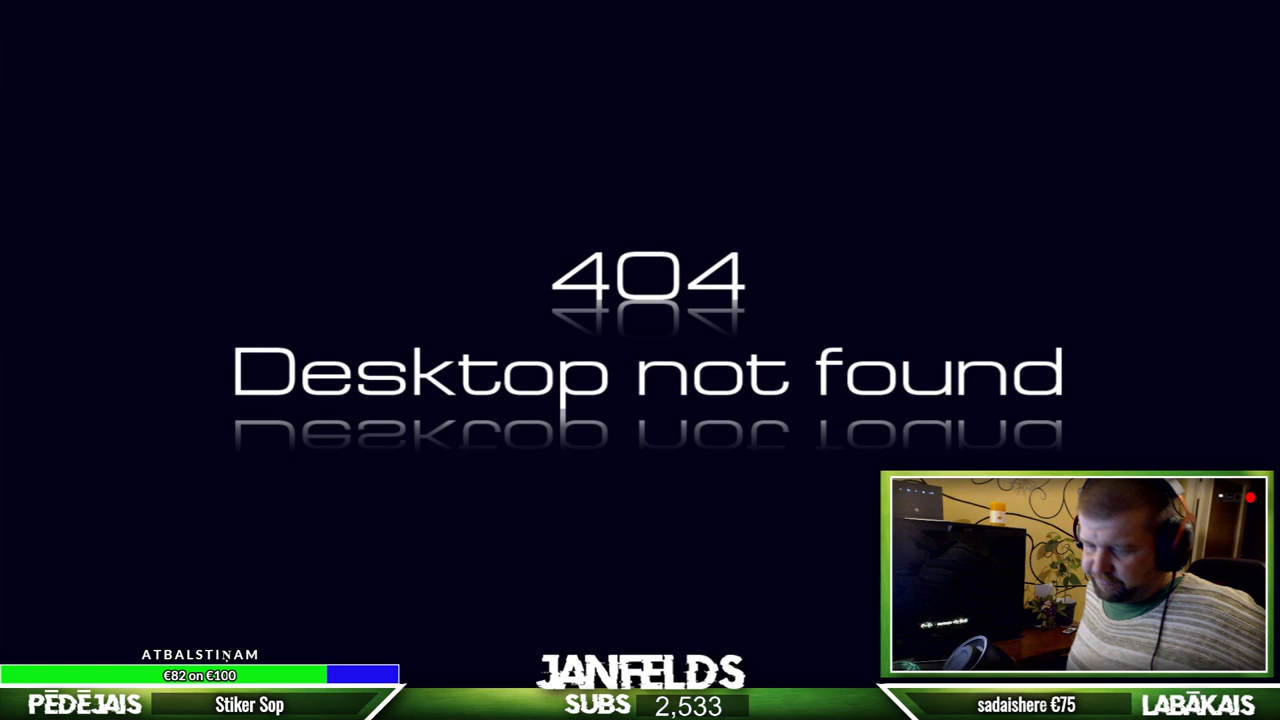 404
Desktop not found
ATBALSTIŅAM
€82 on €100
PĒDĒJAIS
Stiker Sop
JANFELDS
SUBS 2,533
sadaishere €75
LABĀKAIS